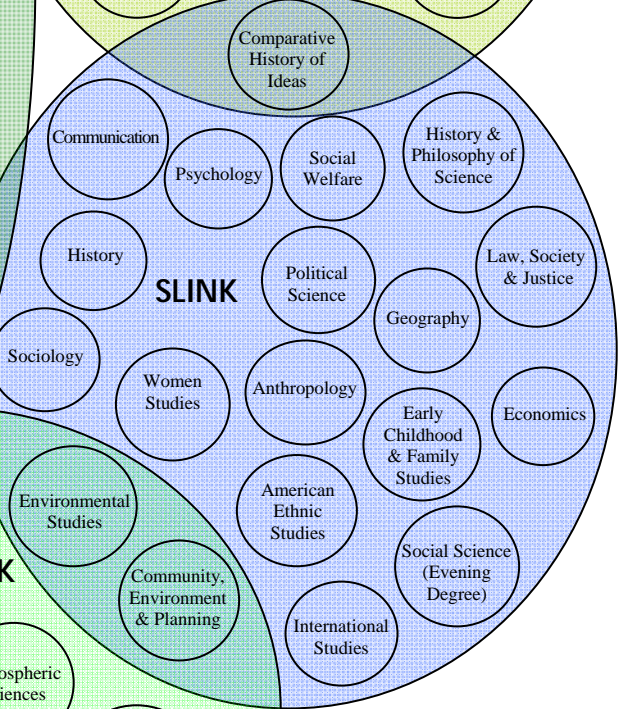 Comparative
History of
Ideas
Communication
Psychology
Social
Welfare
History &
Philosophy of
Science
History
SLINK
Political
Science
Law, Society
& Justice
Geography
Sociology
Women
Studies
Anthropology
Early
Childhood
& Family
Studies
Economics
Environmental
Studies
American
Ethnic
Studies
Social Science
(Evening
Degree)
K
Community,
Environment
& Planning
International
Studies
ospheric
iences